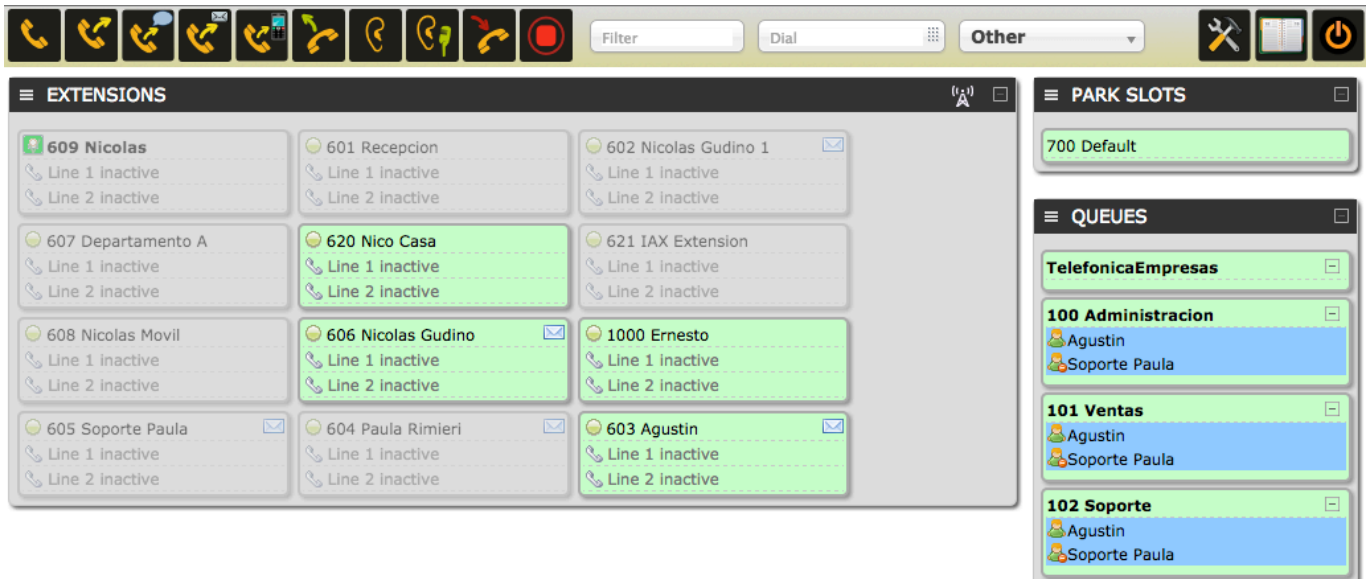 Filter
Dial
Other
EXTENSIONS
609 Nicolas
Line 1 inactive
Line 2 inactive
601 Recepcion
Line 1 inactive
Line 2 inactive
602 Nicolas Gudino 1
Line 1 inactive
Line 2 inactive
607 Departamento A
Line 1 inactive
Line 2 inactive
620 Nico Casa
Line 1 inactive
Line 2 inactive
621 IAX Extension
Line 1 inactive
Line 2 inactive
608 Nicolas Movil
Line 1 inactive
Line 2 inactive
606 Nicolas Gudino
Line 1 inactive
Line 2 inactive
1000 Ernesto
Line 1 inactive
Line 2 inactive
605 Soporte Paula
Line 1 inactive
Line 2 inactive
604 Paula Rimieri
Line 1 inactive
Line 2 inactive
603 Agustin
Line 1 inactive
Line 2 inactive
PARK SLOTS
700 Default
QUEUES
TelefonicaEmpresas
100 Administracion
Agustin
Soporte Paula
101 Ventas
Agustin
Soporte Paula
102 Soporte
Agustin
Soporte Paula